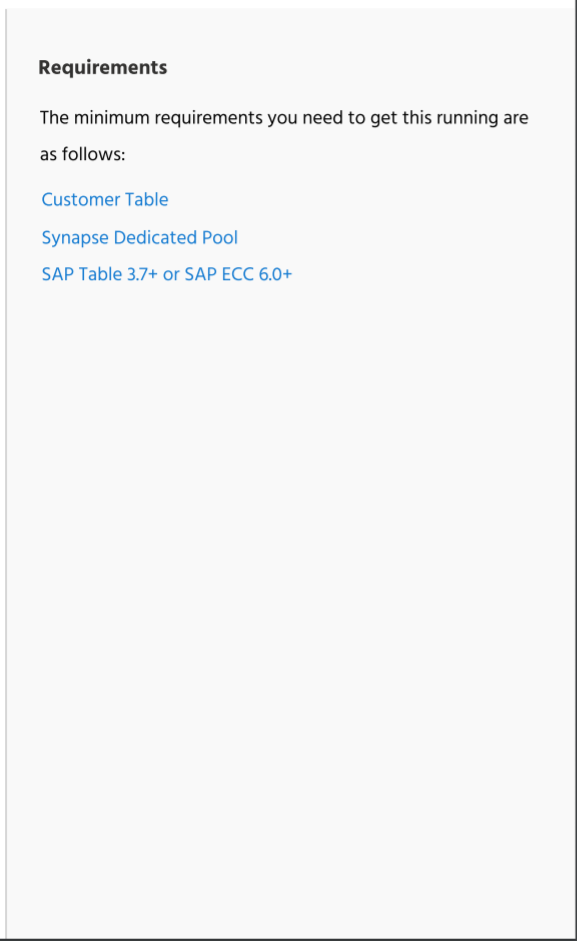 Requirements
The minimum requirements you need to get this running are
as follows:
Customer Table
Synapse Dedicated Pool
SAP Table 3.7+ or SAP ECC 6.0+